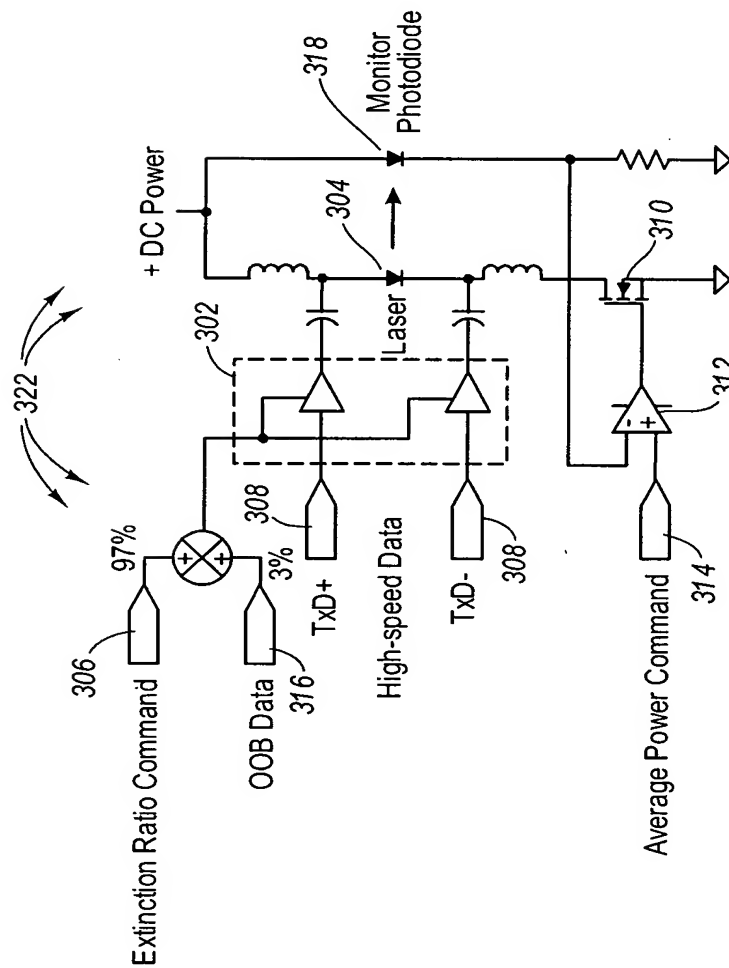 322
+ DC Power
318
Monitor
Photodiode
304
302
Laser
97%
+
+
3%
306
Extinction Ratio Command
OOB Data
316
308
TxD+
High-speed Data
TxD-
308
310
-
+
312
314
Average Power Command